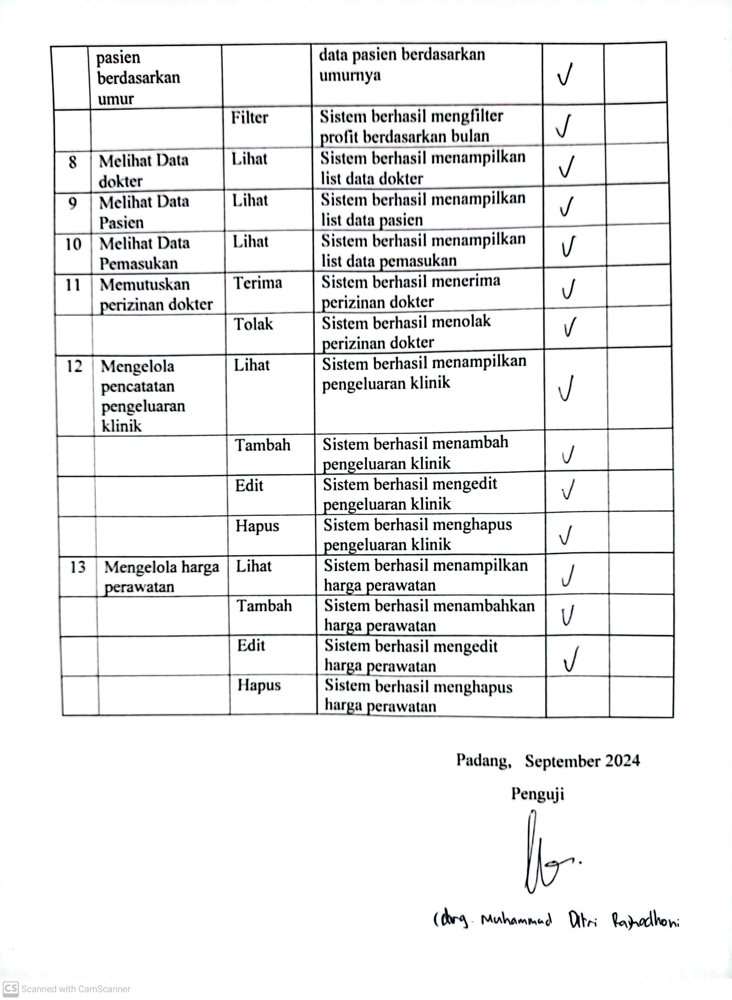 pasien
berdasarkan
umur
data pasien berdasarkan
umurnya
✓
Filter
Sistem berhasil mengfilter
profit berdasarkan bulan
✓
8
Melihat Data
dokter
Lihat
Sistem berhasil menampilkan
list data dokter
✓
9
Melihat Data
Pasien
Lihat
Sistem berhasil menampilkan
list data pasien
✓
10
Melihat Data
Pemasukan
Lihat
Sistem berhasil menampilkan
list data pemasukan
✓
11
Memutuskan
perizinan dokter
Terima
Sistem berhasil menerima
perizinan dokter
✓
Tolak
Sistem berhasil menolak
perizinan dokter
✓
12
Mengelola
pencatatan
pengeluaran
klinik
Lihat
Sistem berhasil menampilkan
pengeluaran klinik
✓
Tambah
Sistem berhasil menambah
pengeluaran klinik
✓
Edit
Sistem berhasil mengedit
pengeluaran klinik
✓
Hapus
Sistem berhasil menghapus
pengeluaran klinik
✓
13
Mengelola harga
perawatan
Lihat
Sistem berhasil menampilkan
harga perawatan
✓
Tambah
Sistem berhasil menambahkan
harga perawatan
✓
Edit
Sistem berhasil mengedit
harga perawatan
✓
Hapus
Sistem berhasil menghapus
harga perawatan
Padang, September 2024
Penguji
(drg. Muhammad Ramadhoni
CS Scanned with CamScanner